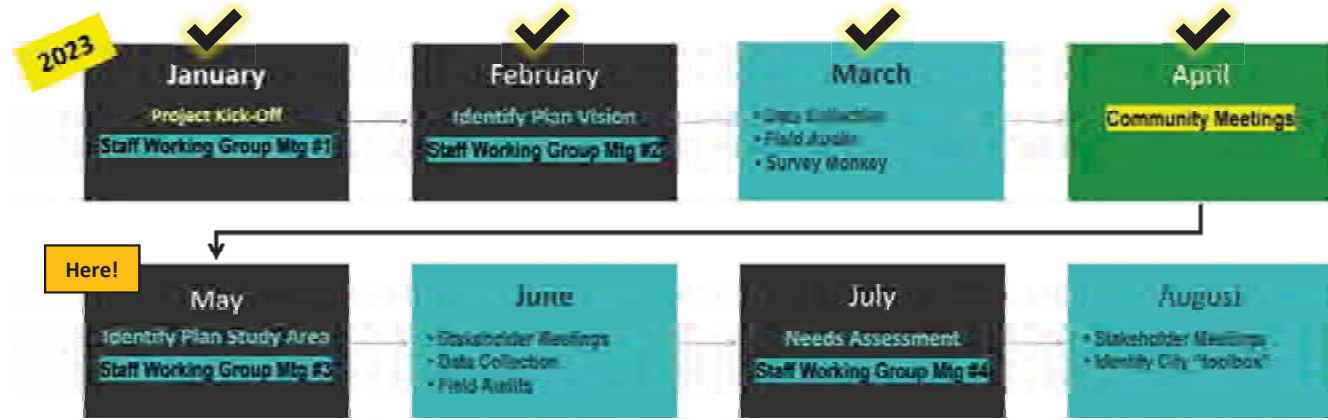 2023
January
Project Kick-Off
Staff Working Group Mtg #1
February
Identify Plan Vision
Staff Working Group Mtg #2
March
• Data Collection
• Field Audits
• Survey Monkey
April
Community Meetings
Here!
May
Identify Plan Study Area
Staff Working Group Mtg #3
June
• Stakeholder Meetings
• Data Collection
• Field Audits
July
Needs Assessment
Staff Working Group Mtg #4
August
• Stakeholder Meetings
• Identify City "toolbox"